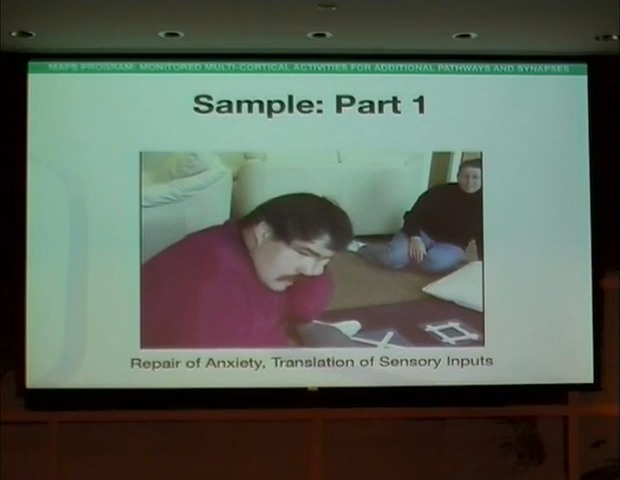 MAPS PROGRAM: MONITORED MULTI-CORTICAL ACTIVITIES FOR ADDITIONAL PATHWAYS AND SYNAPSES
Sample: Part 1
Repair of Anxiety, Translation of Sensory Inputs